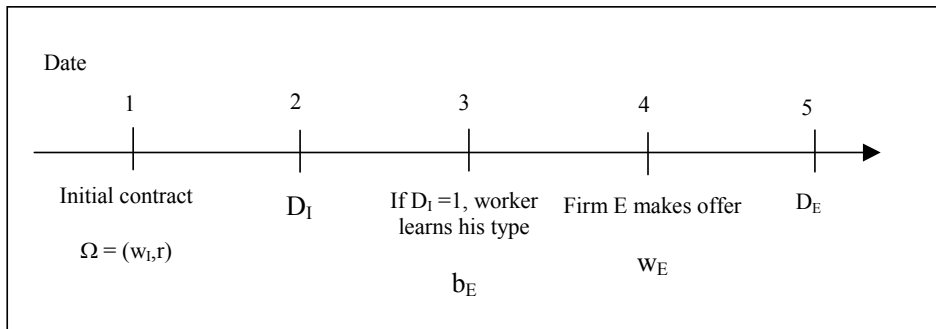 Date
1
2
3
4
5
Initial contract
Ω = (w_I,r)
D_I
If D_I =1, worker
learns his type
b_E
Firm E makes offer
w_E
D_E